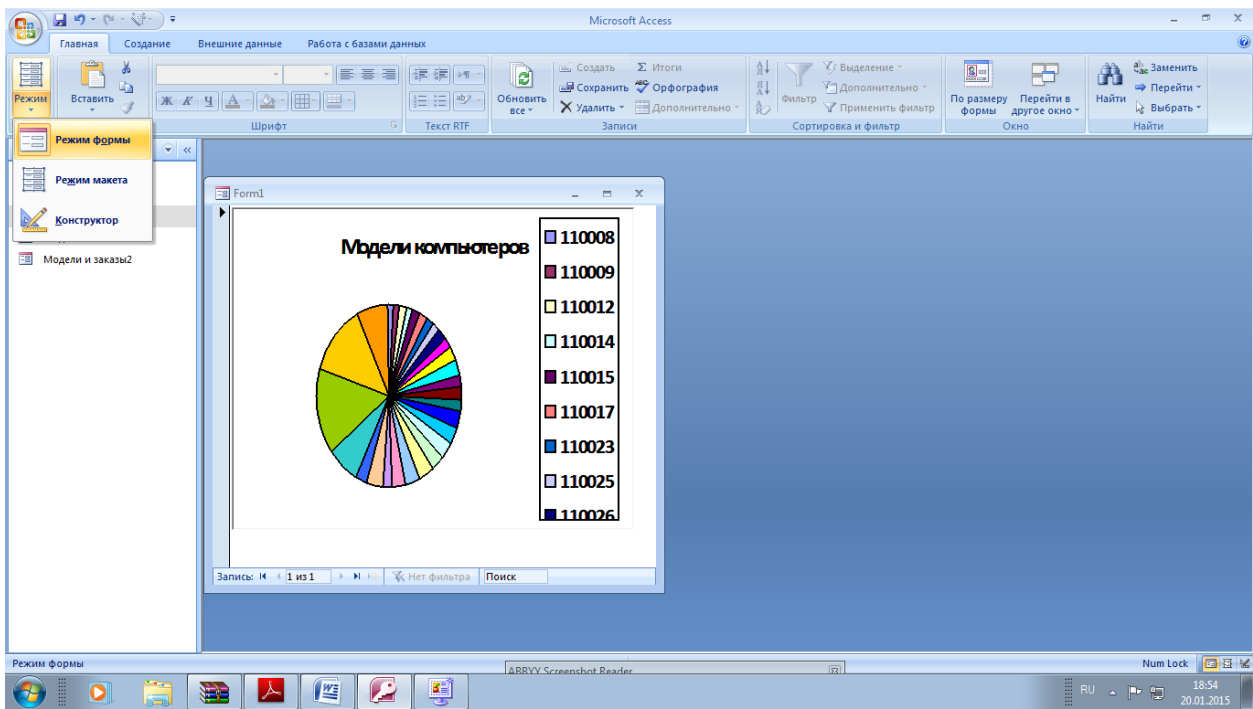 Microsoft Access
Главная Создание Внешние данные Работа с базами данных
Режим
Вставить
Ж К Ч
Шрифт
Текст RTF
Обновить все
Создать
Сохранить
Удалить
Итоги
Орфография
Дополнительно
Записи
Фильтр
Выделение
Дополнительно
Применить фильтр
Сортировка и фильтр
По размеру формы
Перейти в другое окно
Окно
Найти
Заменить
Перейти
Выбрать
Найти
Режим формы
Режим макета
Конструктор
Модели и заказы2
Form1
Модели компьютеров
110008
110009
110012
110014
110015
110017
110023
110025
110026
Запись: 1 из 1 Нет фильтра Поиск
Режим формы
ABBYY Screenshot Reader
Num Lock
RU
18:54
20.01.2015